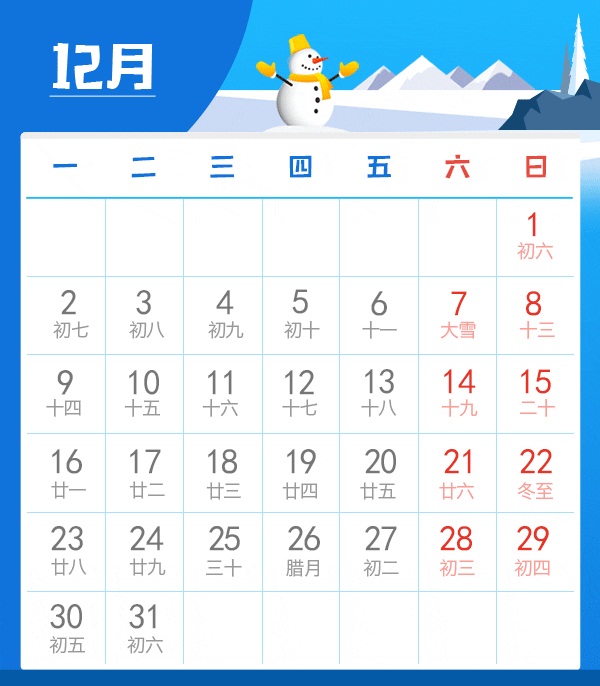 12月
一 二 三 四 五 六 日
1
初六
2 3 4 5 6 7 8
初七 初八 初九 初十 十一 大雪 十三
9 10 11 12 13 14 15
十四 十五 十六 十七 十八 十九 二十
16 17 18 19 20 21 22
廿一 廿二 廿三 廿四 廿五 廿六 冬至
23 24 25 26 27 28 29
廿八 廿九 三十 腊月 初二 初三 初四
30 31
初五 初六